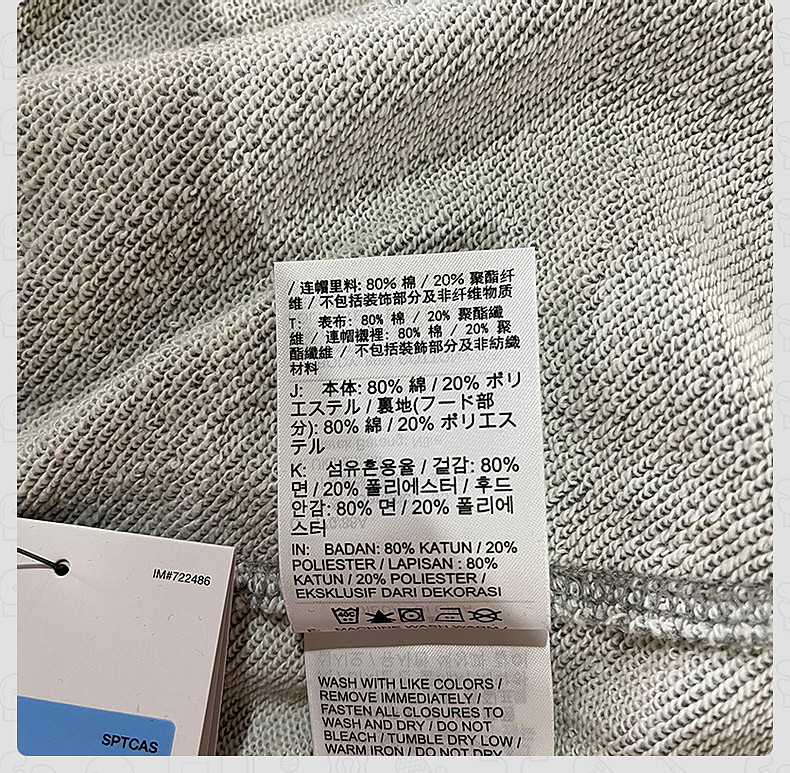 / 连帽里料: 80% 棉 / 20% 聚酯纤
维 / 不包括装饰部分及非纤维物质
T: 表布: 80% 棉 / 20% 聚酯纖
維 / 連帽襯裡: 80% 棉 / 20% 聚
酯纖維 / 不包括裝飾部分及非紡織
材料
J: 本体: 80% 綿 / 20% ポリ
エステル / 裏地(フード部
分): 80% 綿 / 20% ポリエス
テル
K: 섬유혼용율 / 겉감: 80%
면 / 20% 폴리에스터 / 후드
안감: 80% 면 / 20% 폴리에
스터
IN: BADAN: 80% KATUN / 20%
POLIESTER / LAPISAN : 80%
KATUN / 20% POLIESTER /
EKSKLUSIF DARI DEKORASI
40C
E: MACHINE WASH WARM /
WASH WITH LIKE COLORS /
REMOVE IMMEDIATELY /
FASTEN ALL CLOSURES TO
WASH AND DRY / DO NOT
BLEACH / TUMBLE DRY LOW /
WARM IRON / DO NOT DRY
IM#722486
SPTCAS